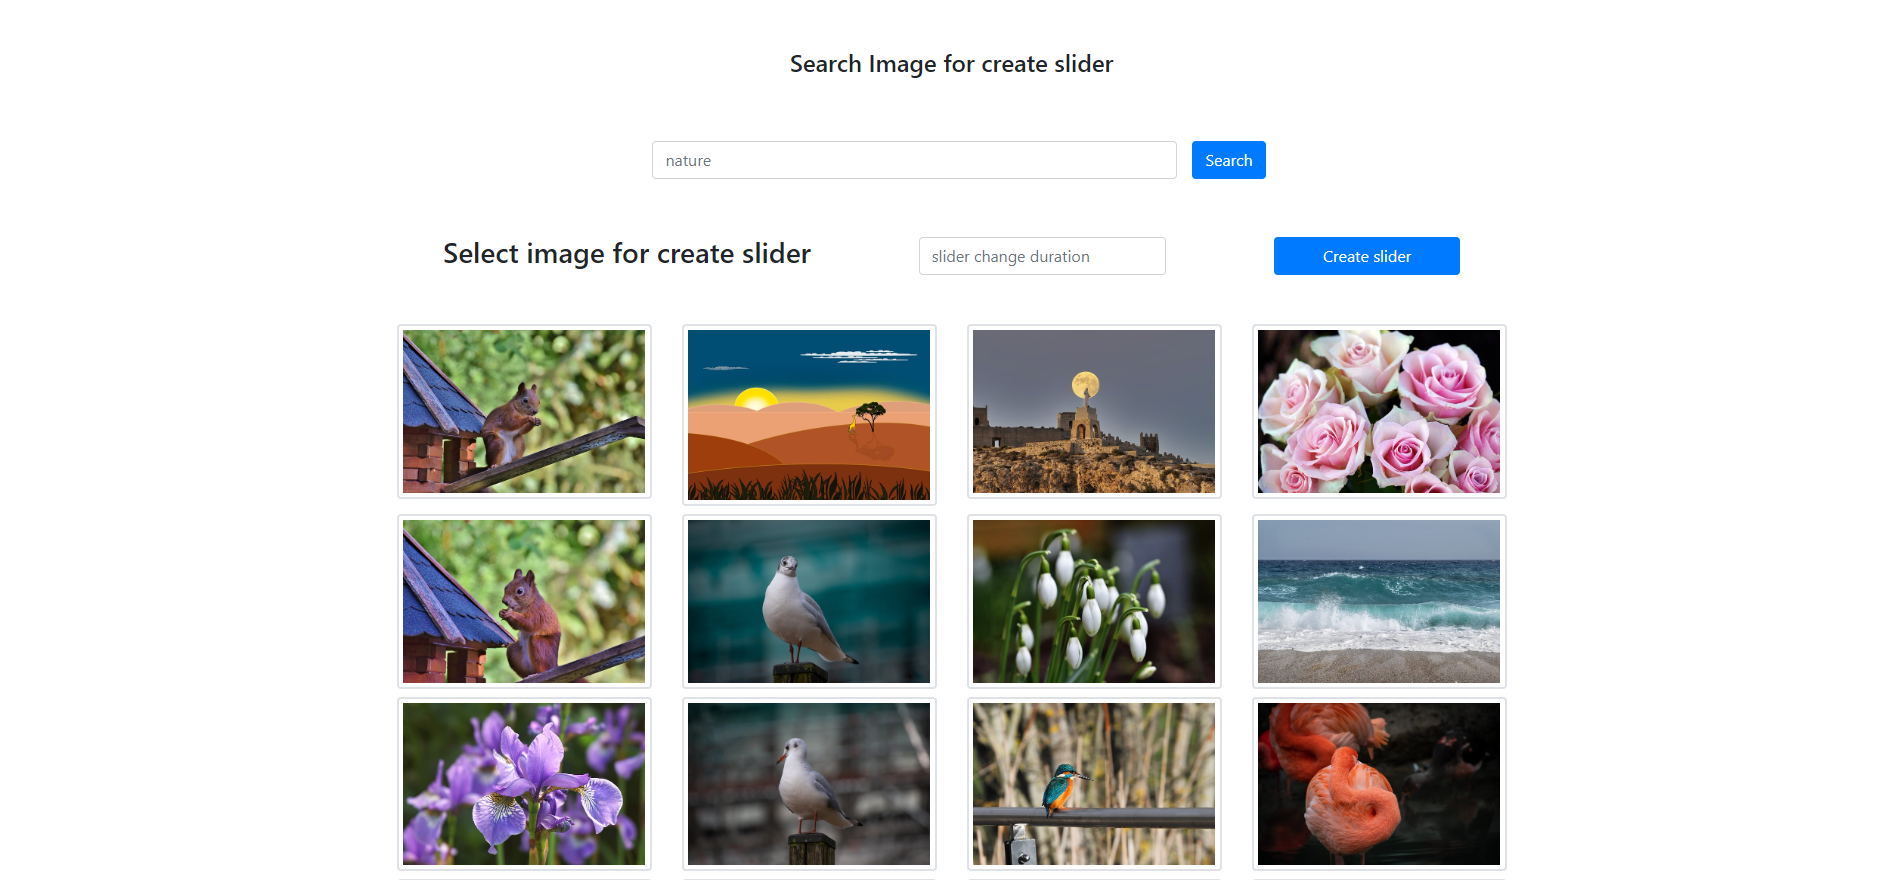 Search Image for create slider
nature
Search
Select image for create slider
slider change duration
Create slider